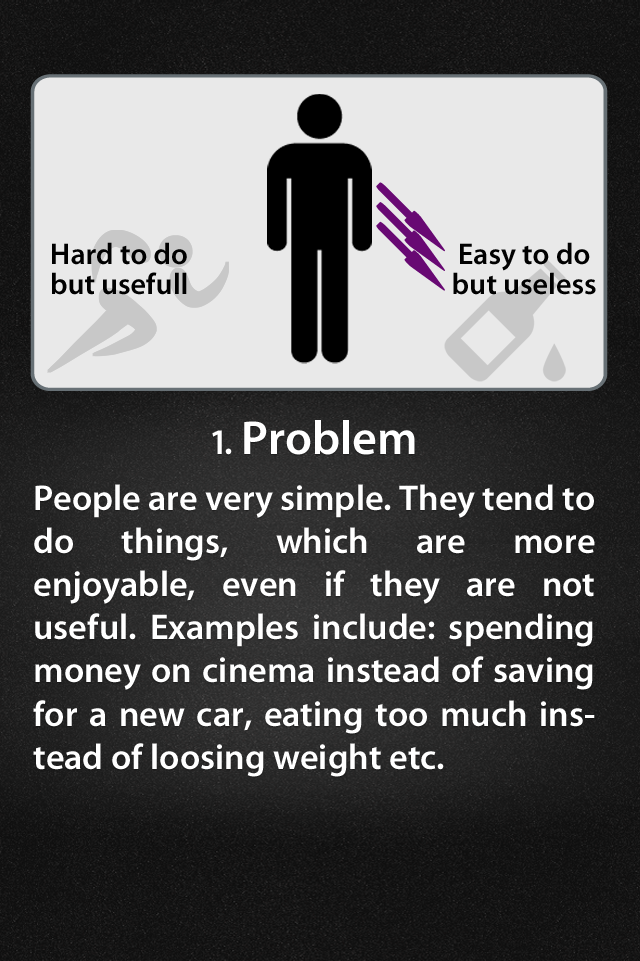 Hard to do
but usefull
Easy to do
but useless
1. Problem
People are very simple. They tend to
do things, which are more
enjoyable, even if they are not
useful. Examples include: spending
money on cinema instead of saving
for a new car, eating too much ins-
tead of loosing weight etc.